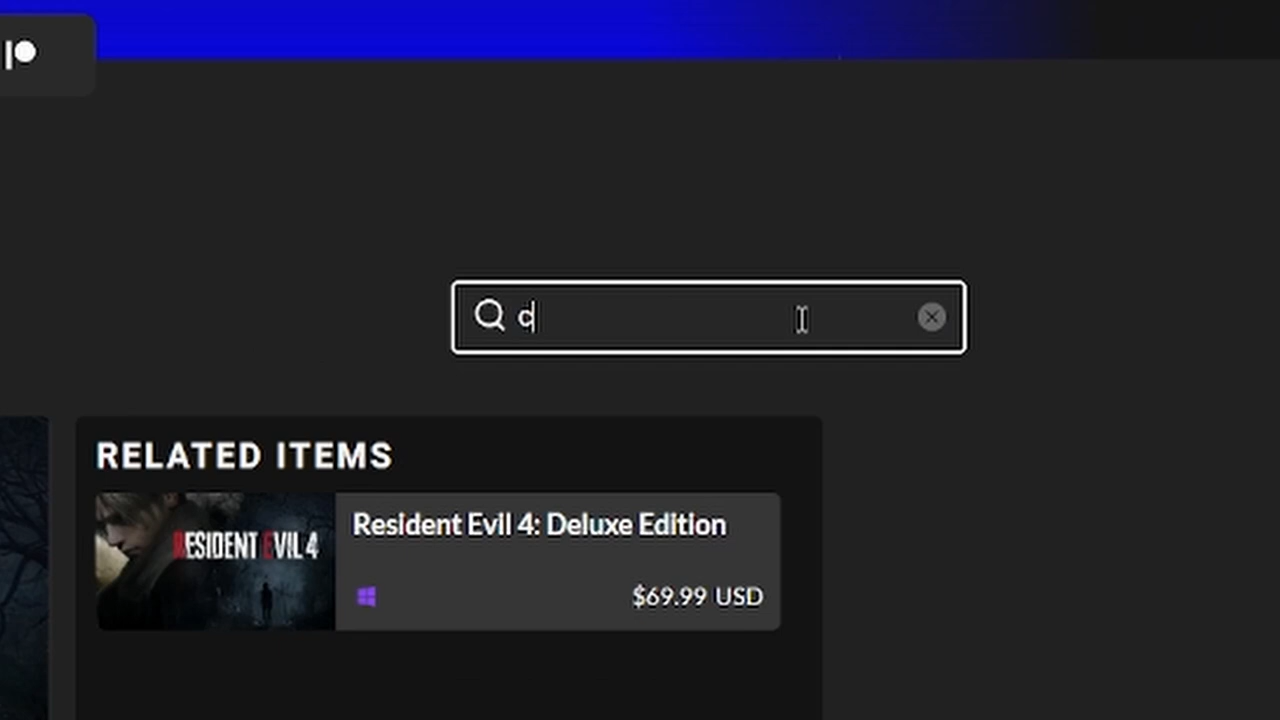 c
RELATED ITEMS
RESIDENT EVIL 4
Resident Evil 4: Deluxe Edition
$69.99 USD